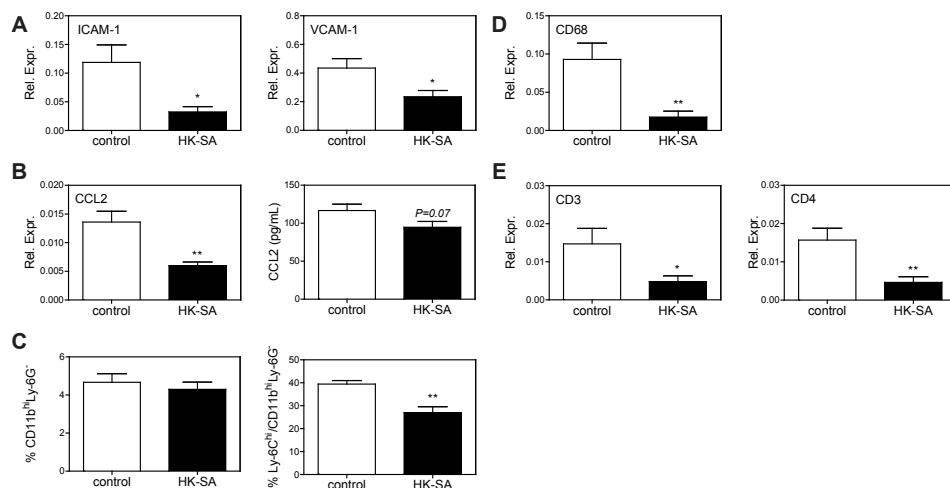 A
ICAM-1
Rel. Expr.
0.20
0.15
0.10
0.05
0.00
*
control
HK-SA
VCAM-1
Rel. Expr.
0.6
0.4
0.2
0.0
*
control
HK-SA
D
CD68
Rel. Expr.
0.15
0.10
0.05
0.00
**
control
HK-SA
B
CCL2
Rel. Expr.
0.020
0.015
0.010
0.005
0.000
**
control
HK-SA
CCL2 (pg/mL)
150
100
50
0
P=0.07
control
HK-SA
E
CD3
Rel. Expr.
0.03
0.02
0.01
0.00
*
control
HK-SA
CD4
Rel. Expr.
0.03
0.02
0.01
0.00
**
control
HK-SA
C
% CD11b^hi Ly-6G^-
6
4
2
0
control
HK-SA
% Ly-6C^hi/CD11b^hi Ly-6G^-
50
40
30
20
10
0
**
control
HK-SA